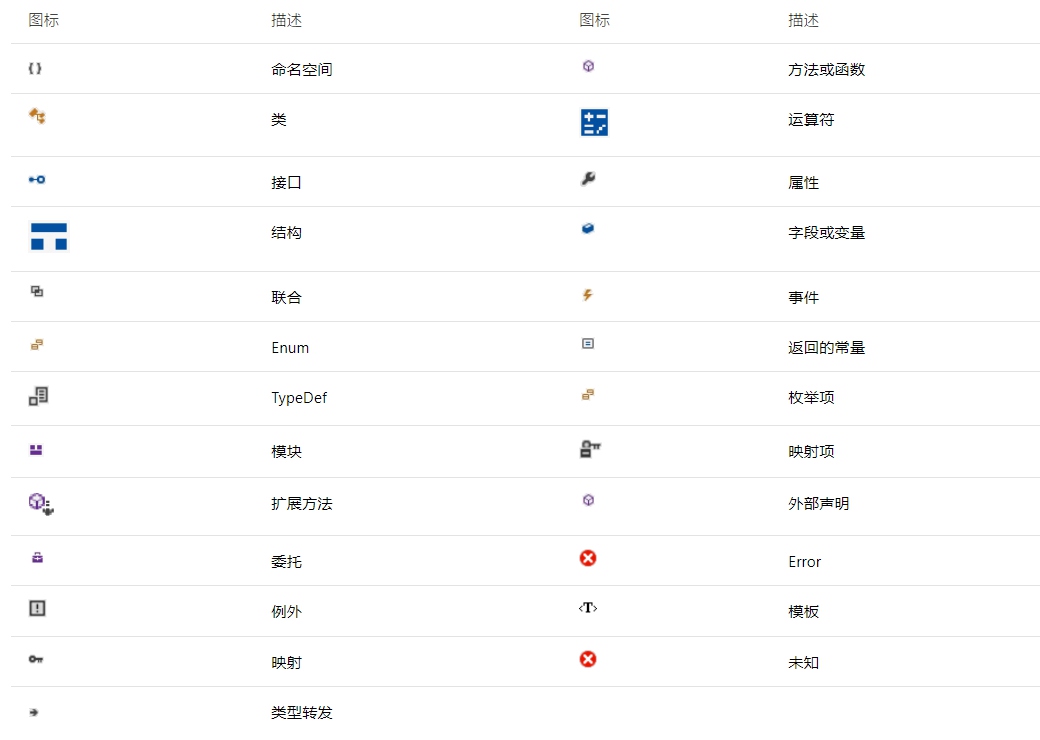 图标 描述 图标 描述
{} 命名空间 方法或函数
类 运算符
接口 属性
结构 字段或变量
联合 事件
Enum 返回的常量
TypeDef 枚举项
模块 映射项
扩展方法 外部声明
委托 Error
例外 <T> 模板
映射 未知
类型转发